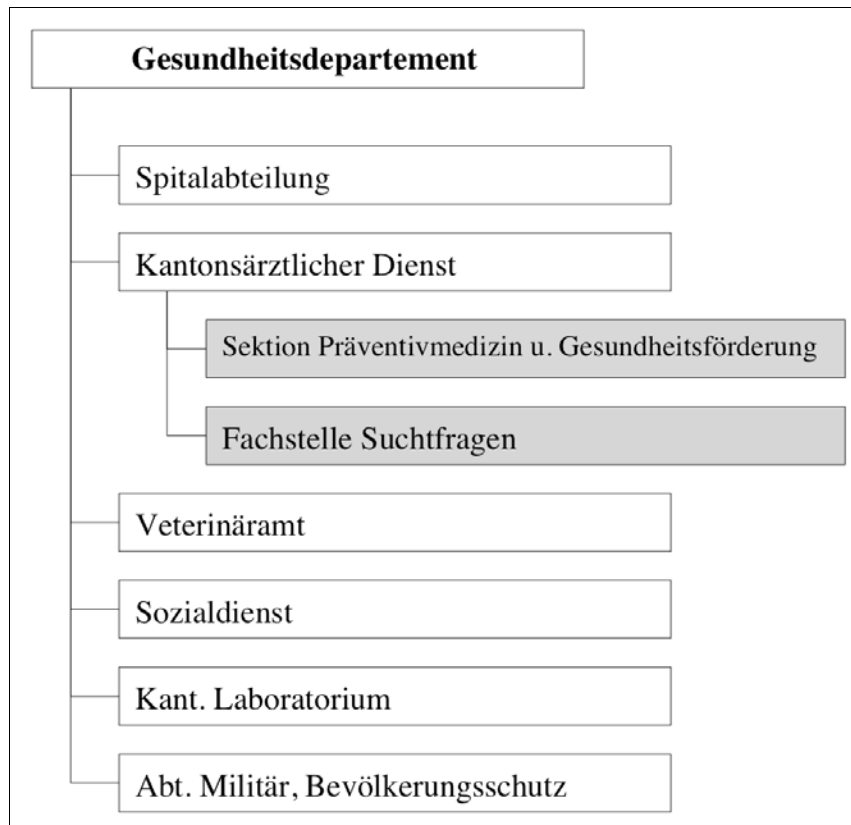 Gesundheitsdepartement
Spitalabteilung
Kantonsärztlicher Dienst
Sektion Präventivmedizin u. Gesundheitsförderung
Fachstelle Suchtfragen
Veterinäramt
Sozialdienst
Kant. Laboratorium
Abt. Militär, Bevölkerungsschutz